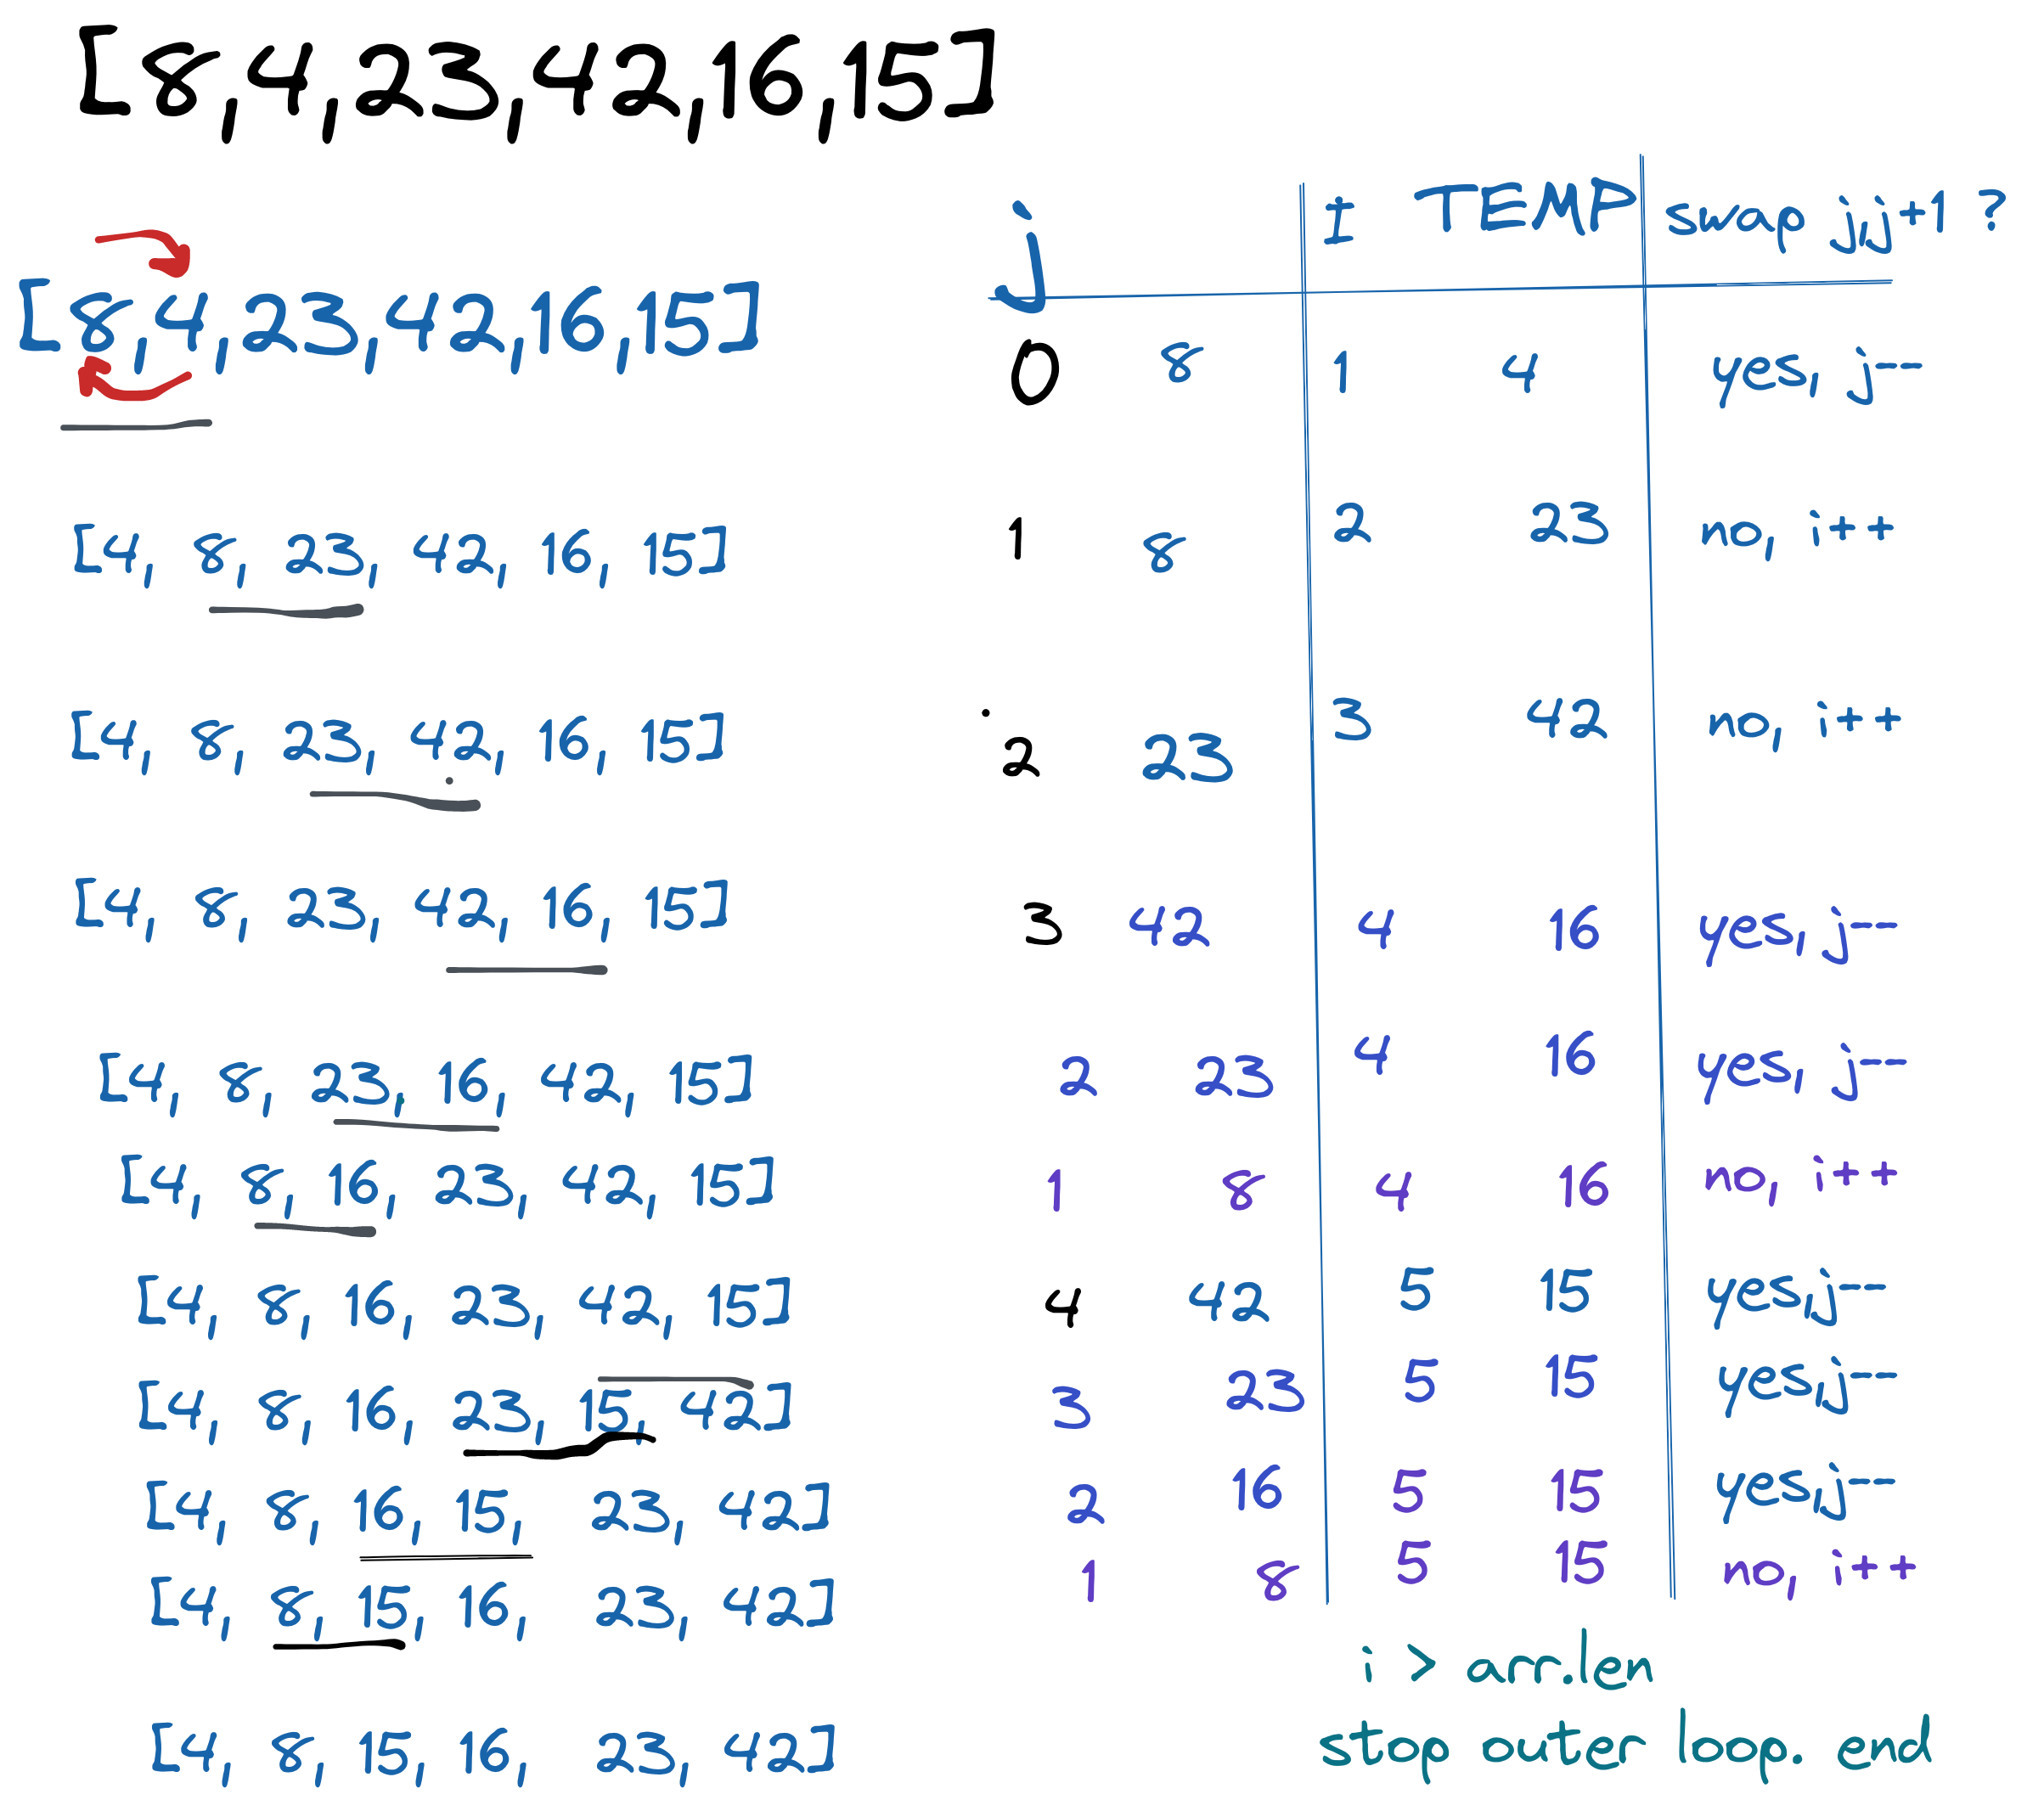 [8,4,23,42,16,15]
j I TEMP swap j,j+1 ?
[8,4,23,42,16,15] 0 8 1 4 yes, j--
[4, 8, 23, 42, 16, 15] 1 8 2 23 no, i++
[4, 8, 23, 42, 16, 15] 2 23 3 42 no, i++
[4, 8, 23, 42, 16, 15] 3 42 4 16 yes, j--
[4, 8, 23, 16, 42, 15] 2 23 4 16 yes, j--
[4, 8, 16, 23, 42, 15] 1 8 4 16 no, i++
[4, 8, 16, 23, 42, 15] 4 42 5 15 yes, j--
[4, 8, 16, 23, 15, 42] 3 23 5 15 yes, j--
[4, 8, 16, 15, 23, 42] 2 16 5 15 yes, j--
[4, 8, 15, 16, 23, 42] 1 8 5 15 no, i++
i > arr.len
[4, 8, 15, 16, 23, 42] stop outer loop. end